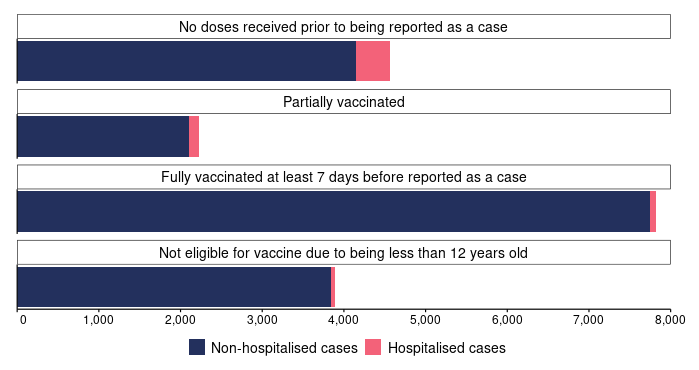 No doses received prior to being reported as a case
Partially vaccinated
Fully vaccinated at least 7 days before reported as a case
Not eligible for vaccine due to being less than 12 years old
0 1,000 2,000 3,000 4,000 5,000 6,000 7,000 8,000
Non-hospitalised cases Hospitalised cases